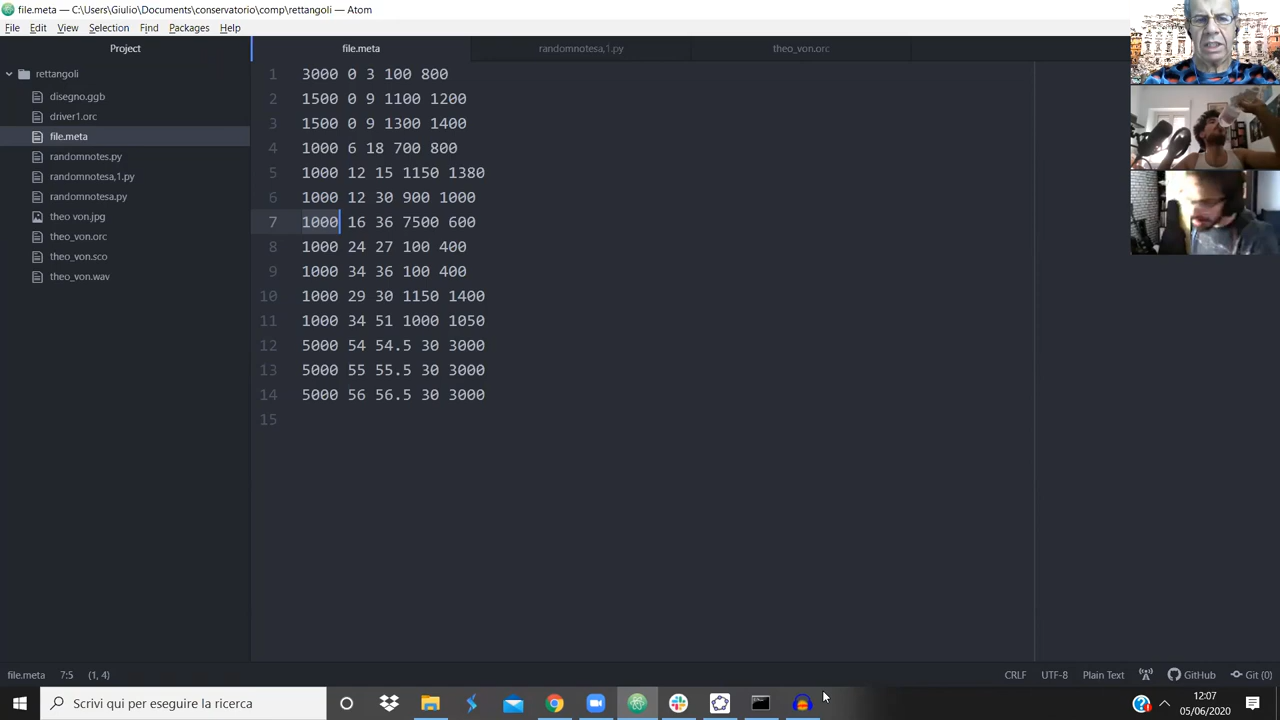 file.meta — C:\Users\Giulio\Documents\conservatorio\comp\rettangoli — Atom
File Edit View Selection Find Packages Help
Project
file.meta
randomnotesa,1.py
theo_von.orc
rettangoli
disegno.ggb
driver1.orc
file.meta
randomnotes.py
randomnotesa,1.py
randomnotesa.py
theo von.jpg
theo_von.orc
theo_von.sco
theo_von.wav
1 3000 0 3 100 800
2 1500 0 9 1100 1200
3 1500 0 9 1300 1400
4 1000 6 18 700 800
5 1000 12 15 1150 1380
6 1000 12 30 900 1000
7 1000 16 36 7500 600
8 1000 24 27 100 400
9 1000 34 36 100 400
10 1000 29 30 1150 1400
11 1000 34 51 1000 1050
12 5000 54 54.5 30 3000
13 5000 55 55.5 30 3000
14 5000 56 56.5 30 3000
15
file.meta 7:5 (1, 4)
CRLF UTF-8 Plain Text GitHub Git (0)
Scrivi qui per eseguire la ricerca
12:07
05/06/2020